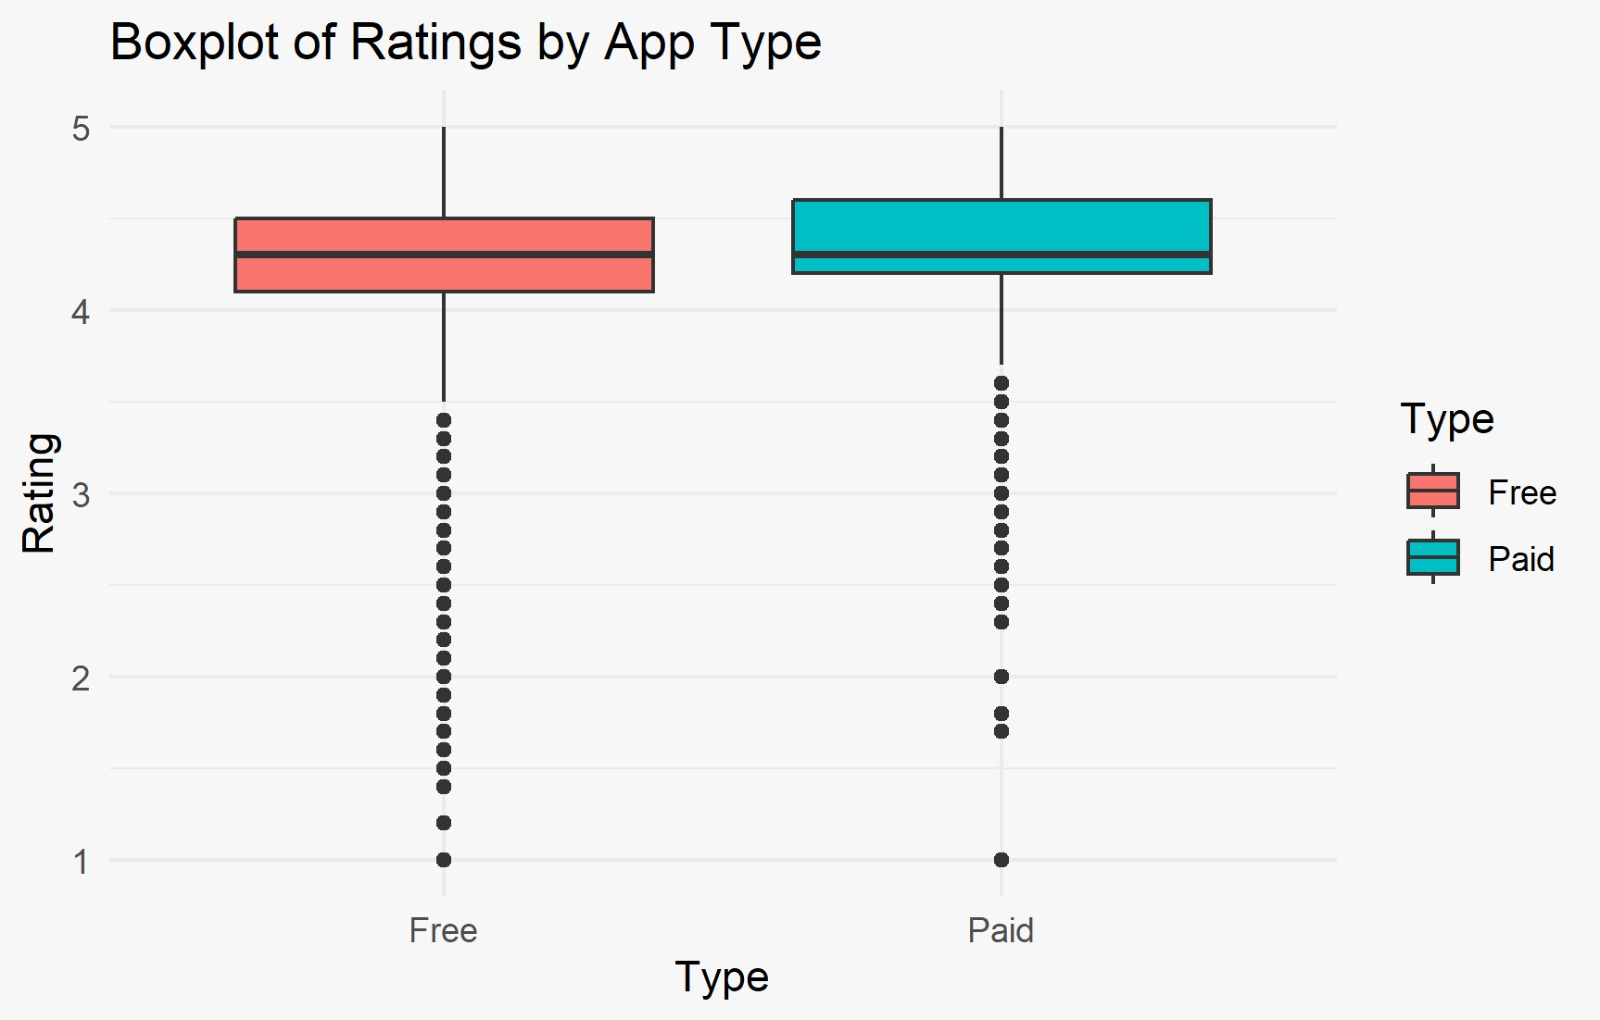 Boxplot of Ratings by App Type
5
4
3
2
1
Rating
Free
Paid
Type
Type
Free
Paid